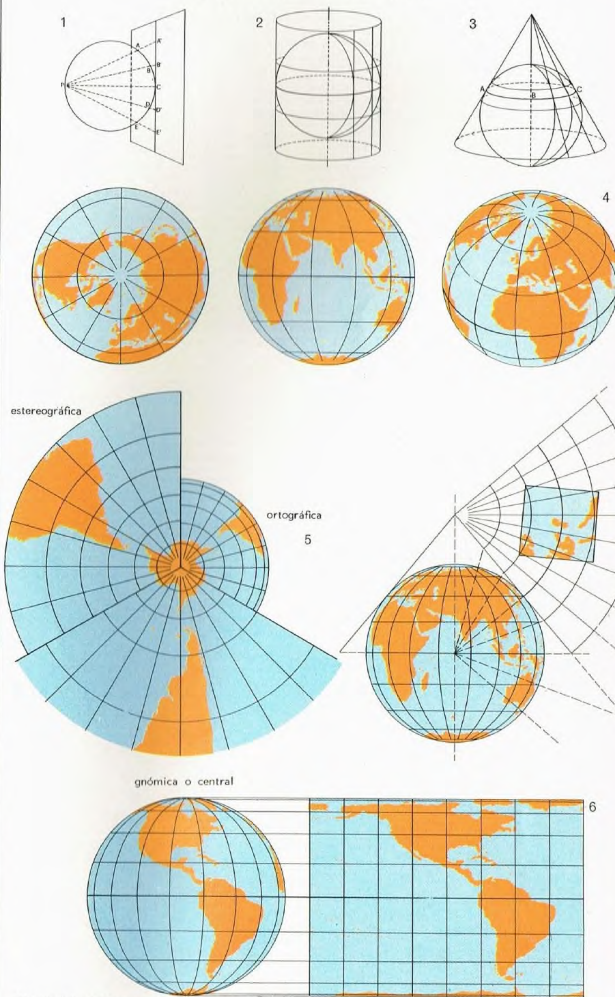 1
2
3
A
A'
B
B'
C
D
D'
E
E'
A
B
C
4
estereográfica
ortográfica
5
gnómica o central
6